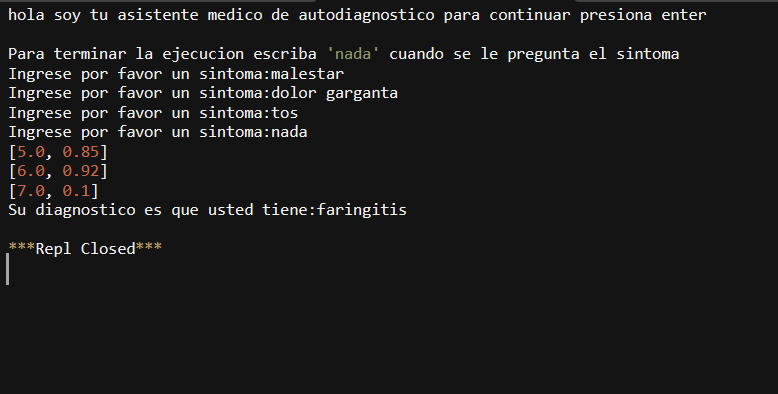 hola soy tu asistente medico de autodiagnostico para continuar presiona enter
Para terminar la ejecucion escriba 'nada' cuando se le pregunta el sintoma
Ingrese por favor un sintoma:malestar
Ingrese por favor un sintoma:dolor garganta
Ingrese por favor un sintoma:tos
Ingrese por favor un sintoma:nada
[5.0, 0.85]
[6.0, 0.92]
[7.0, 0.1]
Su diagnostico es que usted tiene:faringitis
***Repl Closed***